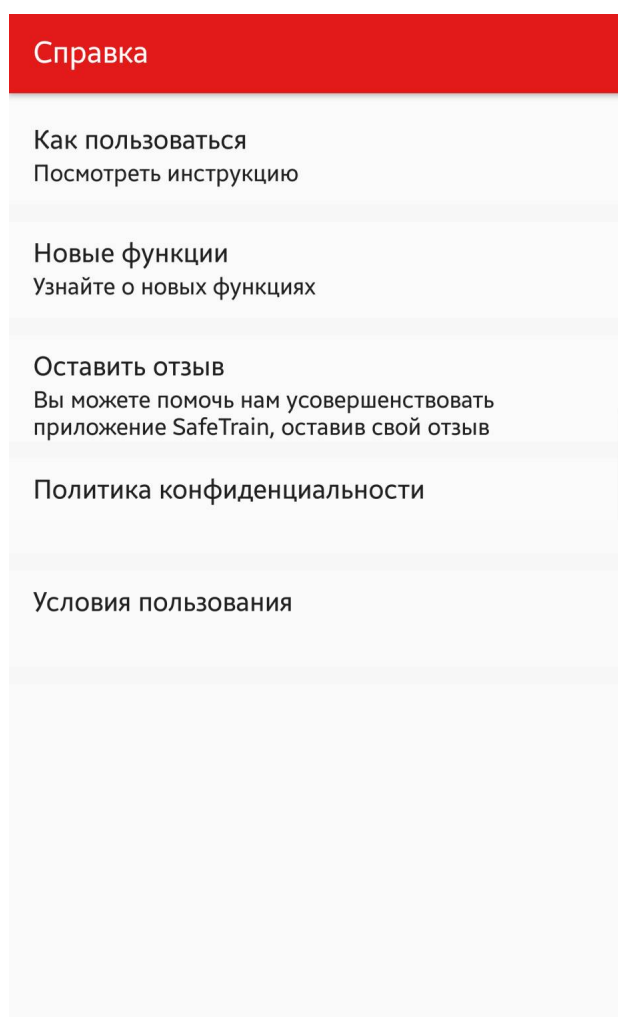 Справка
Как пользоваться
Посмотреть инструкцию
Новые функции
Узнайте о новых функциях
Оставить отзыв
Вы можете помочь нам усовершенствовать
приложение SafeTrain, оставив свой отзыв
Политика конфиденциальности
Условия пользования